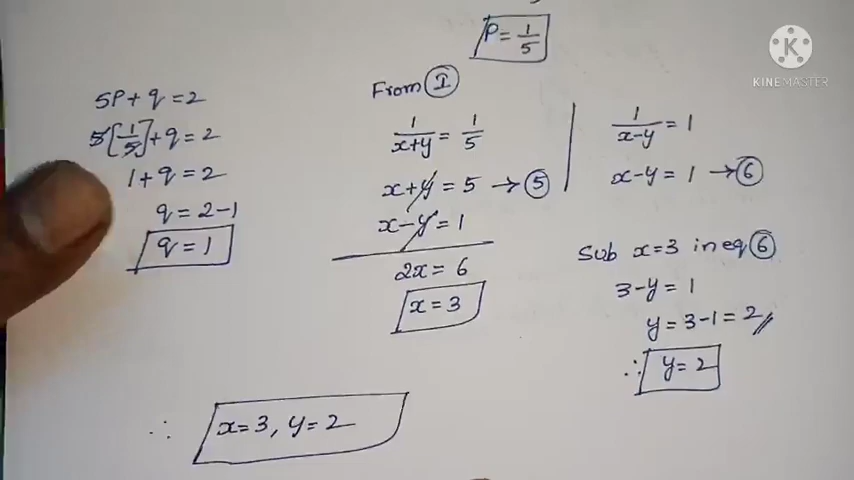 P = 1/5
KINEMASTER
5P + q = 2
5[1/5] + q = 2
1 + q = 2
q = 2 - 1
q = 1
From I
1/(x+y) = 1/5
x + y = 5 → 5
x - y = 1
2x = 6
x = 3
1/(x-y) = 1
x - y = 1 → 6
Sub x = 3 in eq 6
3 - y = 1
y = 3 - 1 = 2 //
∴ y = 2
∴ x = 3, y = 2